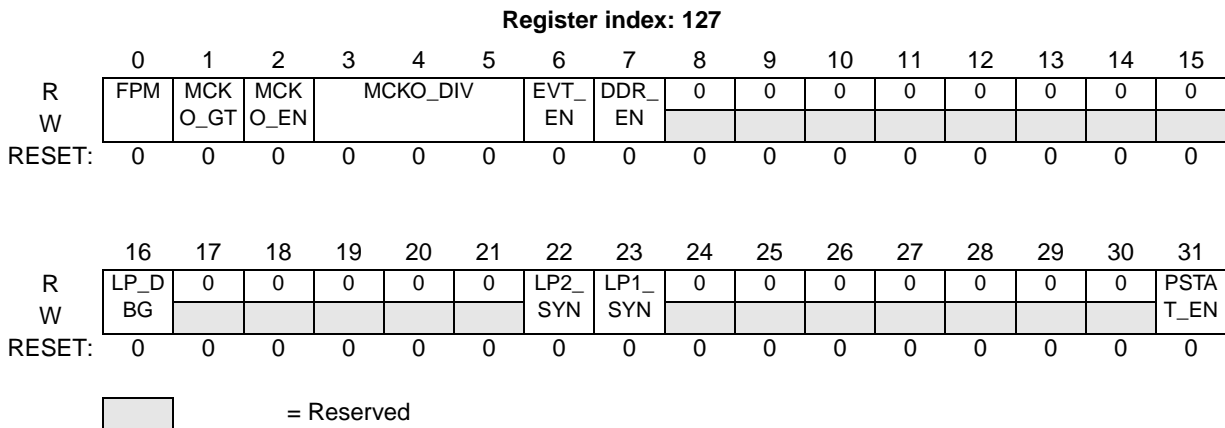 Register index: 127
0 1 2 3 4 5 6 7 8 9 10 11 12 13 14 15
R FPM MCK MCK MCKO_DIV EVT_ DDR_ 0 0 0 0 0 0 0 0
W O_GT O_EN EN EN
RESET: 0 0 0 0 0 0 0 0 0 0 0 0 0 0 0 0
16 17 18 19 20 21 22 23 24 25 26 27 28 29 30 31
R LP_D 0 0 0 0 0 LP2_ LP1_ 0 0 0 0 0 0 0 PSTA
W BG SYN SYN T_EN
RESET: 0 0 0 0 0 0 0 0 0 0 0 0 0 0 0 0
= Reserved